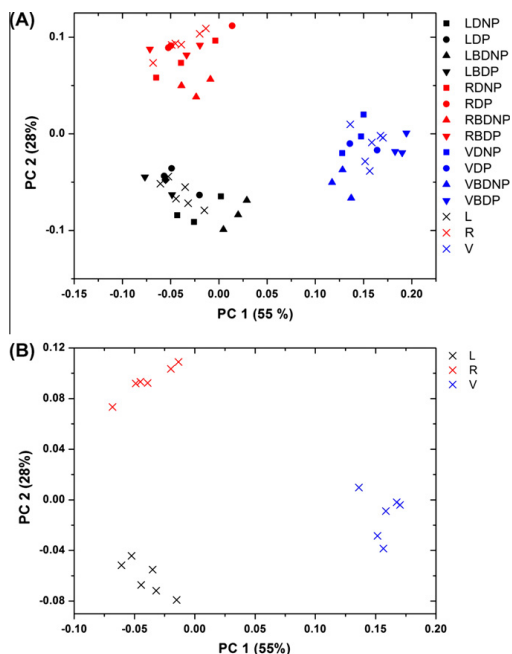 (A)
0.1
0.0
-0.1
PC 2 (28%)
-0.15
-0.10
-0.05
0.00
0.05
0.10
0.15
0.20
PC 1 (55 %)
LDNP
LDP
LBDNP
LBDP
RDNP
RDP
RBDNP
RBDP
VDNP
VDP
VBDNP
VBDP
L
R
V
(B)
0.12
0.08
0.04
0.00
-0.04
-0.08
PC 2 (28%)
-0.10
-0.05
0.00
0.05
0.10
0.15
0.20
PC 1 (55%)
L
R
V